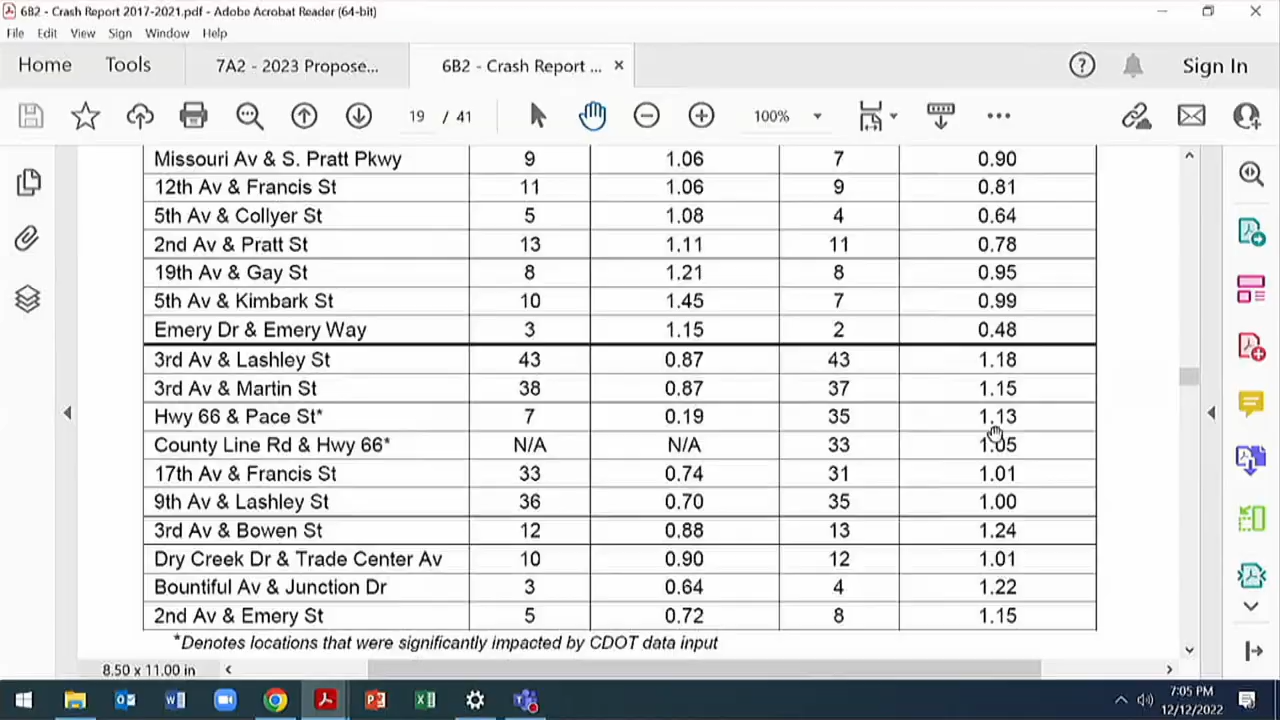 6B2 - Crash Report 2017-2021.pdf - Adobe Acrobat Reader (64-bit)
File Edit View Sign Window Help
Home Tools 7A2 - 2023 Propose... 6B2 - Crash Report ... × Sign In
19 / 41 100%
Missouri Av & S. Pratt Pkwy 9 1.06 7 0.90
12th Av & Francis St 11 1.06 9 0.81
5th Av & Collyer St 5 1.08 4 0.64
2nd Av & Pratt St 13 1.11 11 0.78
19th Av & Gay St 8 1.21 8 0.95
5th Av & Kimbark St 10 1.45 7 0.99
Emery Dr & Emery Way 3 1.15 2 0.48
3rd Av & Lashley St 43 0.87 43 1.18
3rd Av & Martin St 38 0.87 37 1.15
Hwy 66 & Pace St* 7 0.19 35 1.13
County Line Rd & Hwy 66* N/A N/A 33 1.05
17th Av & Francis St 33 0.74 31 1.01
9th Av & Lashley St 36 0.70 35 1.00
3rd Av & Bowen St 12 0.88 13 1.24
Dry Creek Dr & Trade Center Av 10 0.90 12 1.01
Bountiful Av & Junction Dr 3 0.64 4 1.22
2nd Av & Emery St 5 0.72 8 1.15
*Denotes locations that were significantly impacted by CDOT data input
8.50 x 11.00 in
7:05 PM
12/12/2022